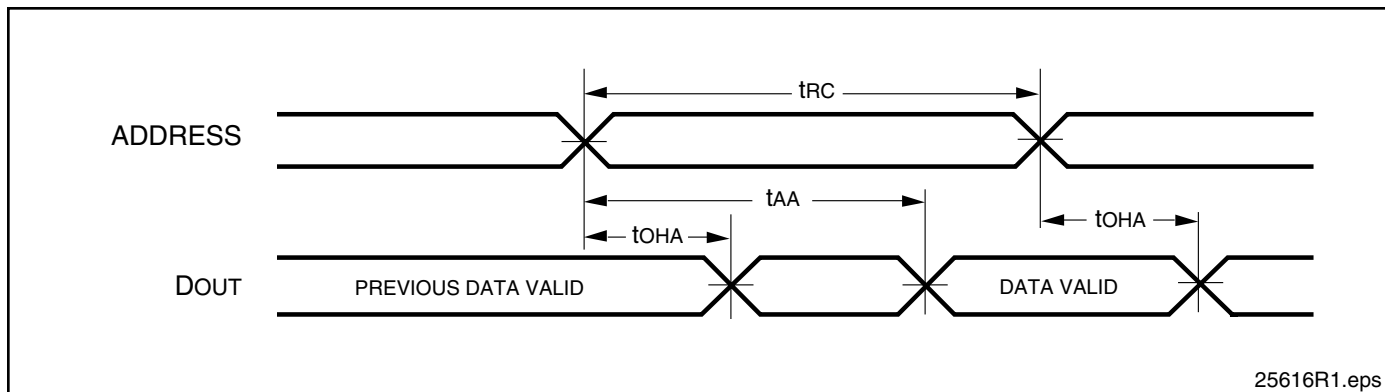 tRC
ADDRESS
tAA
tOHA
tOHA
DOUT
PREVIOUS DATA VALID
DATA VALID
25616R1.eps